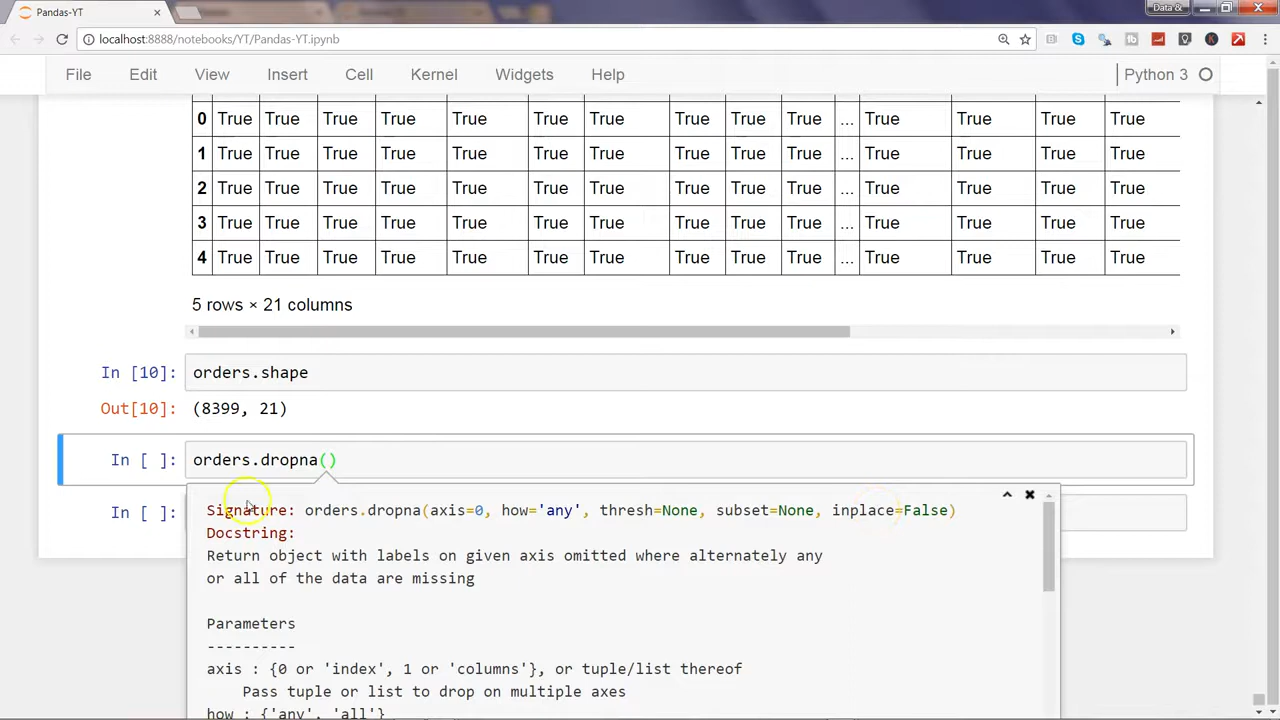 Pandas-YT
Data &
localhost:8888/notebooks/YT/Pandas-YT.ipynb
File Edit View Insert Cell Kernel Widgets Help Python 3
0 True True True True True True True True True True ... True True True True
1 True True True True True True True True True True ... True True True True
2 True True True True True True True True True True ... True True True True
3 True True True True True True True True True True ... True True True True
4 True True True True True True True True True True ... True True True True
5 rows × 21 columns
In [10]: orders.shape
Out[10]: (8399, 21)
In [ ]: orders.dropna()
In [ ]:
Signature: orders.dropna(axis=0, how='any', thresh=None, subset=None, inplace=False)
Docstring:
Return object with labels on given axis omitted where alternately any
or all of the data are missing
Parameters
----------
axis : {0 or 'index', 1 or 'columns'}, or tuple/list thereof
Pass tuple or list to drop on multiple axes
how : {'any', 'all'}